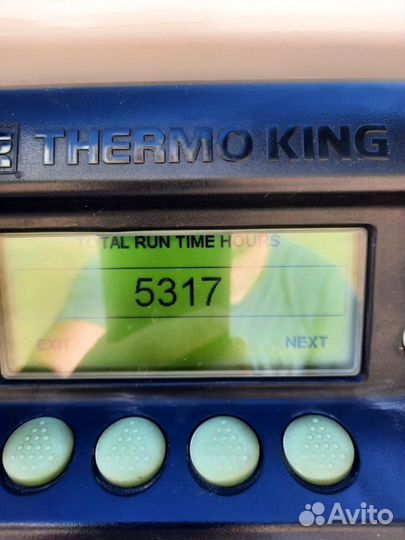 THERMO KING
TOTAL RUN TIME HOURS
5317
EXIT NEXT
Avito